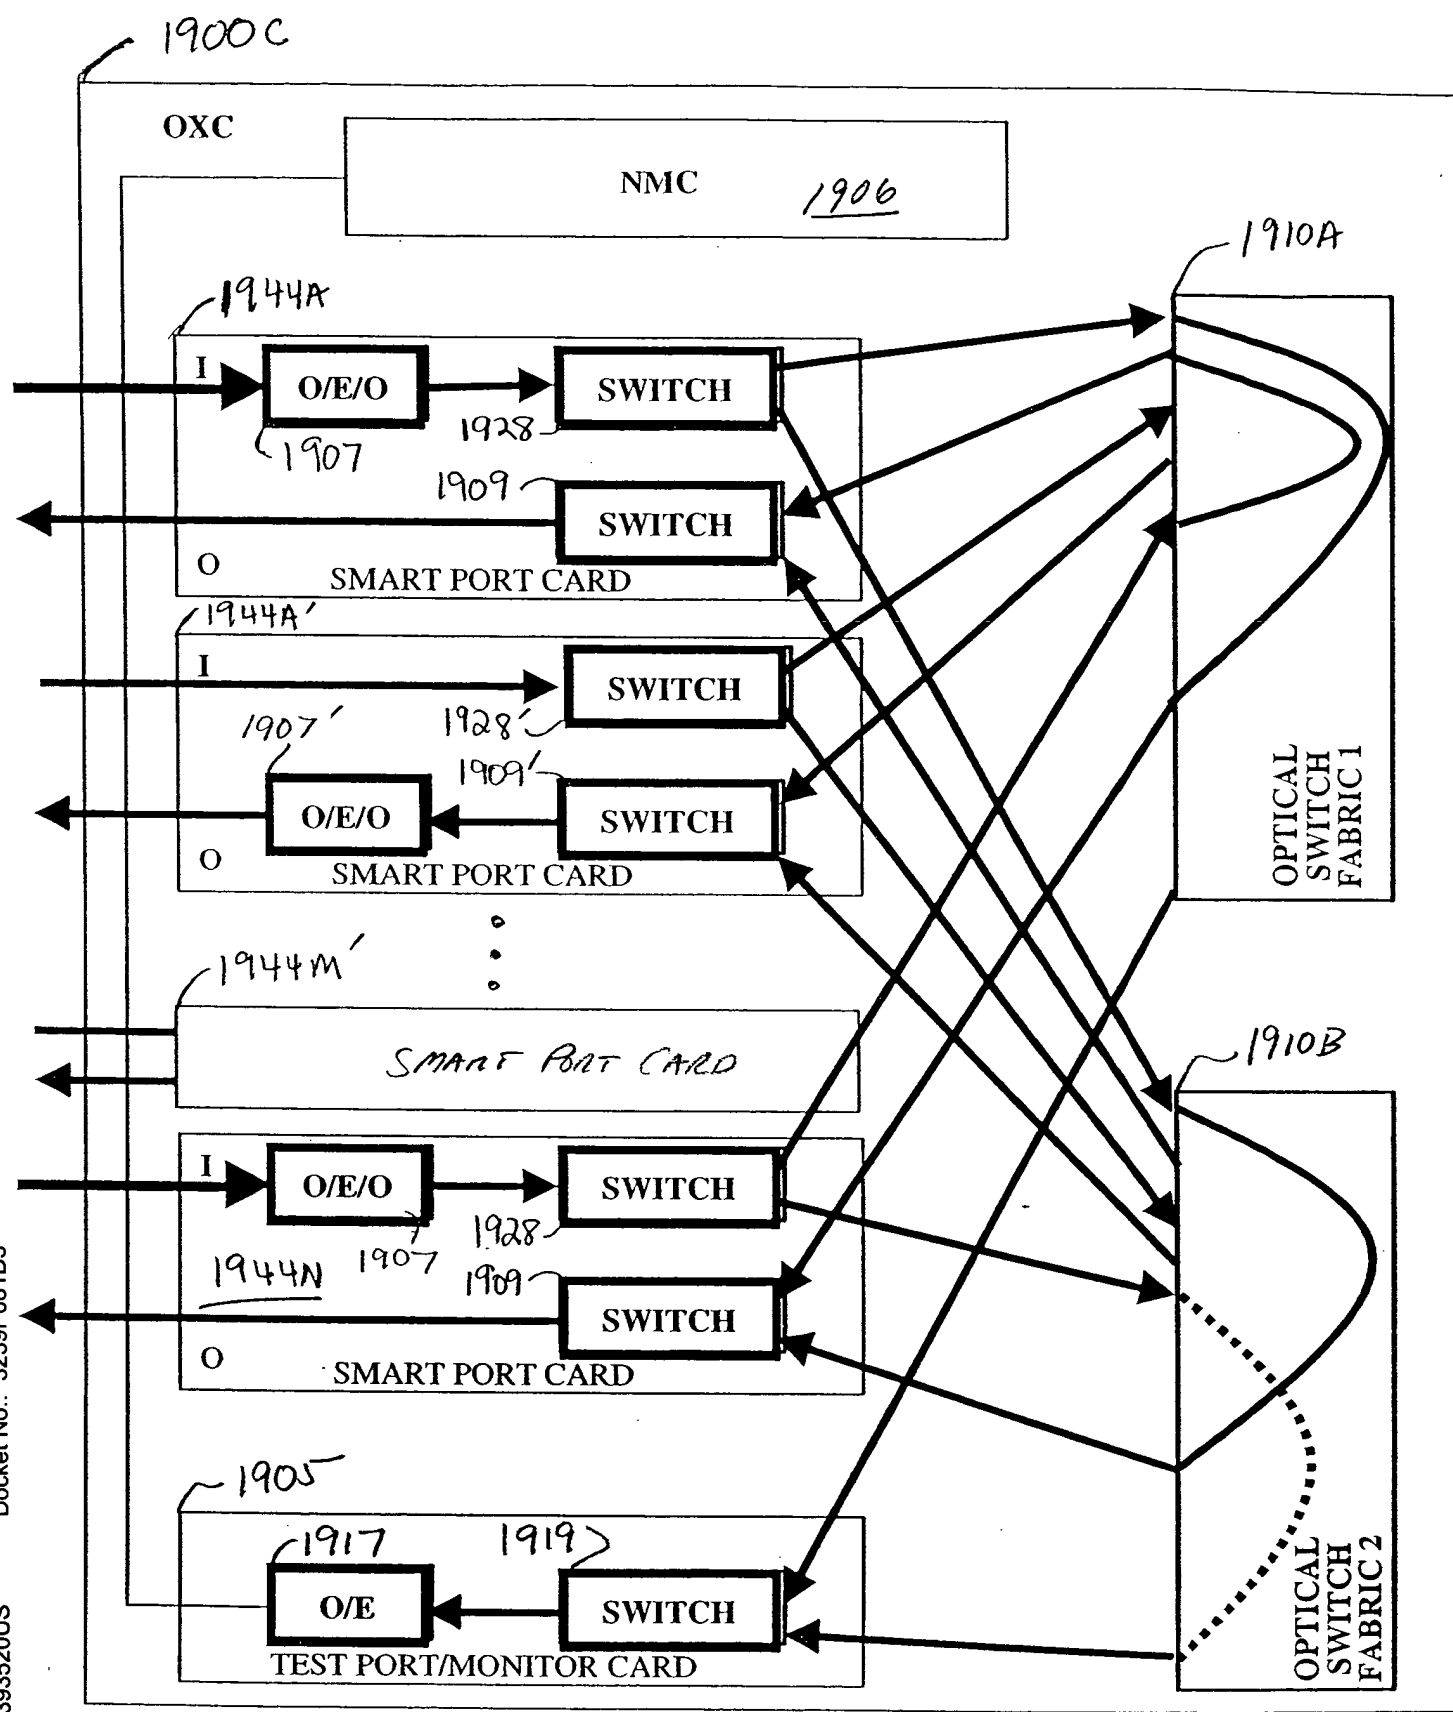 1900C
OXC
NMC 1906
1910A
1944A
I
O/E/O
SWITCH
1907
1928
1909
SWITCH
O
SMART PORT CARD
1944A'
I
SWITCH
1907'
1928'
1909'
O/E/O
SWITCH
O
SMART PORT CARD
OPTICAL
SWITCH
FABRIC 1
1944M'
SMART PORT CARD
1910B
I
O/E/O
SWITCH
1907
1928
1944N
1909
SWITCH
O
SMART PORT CARD
1905
1917
1919
O/E
SWITCH
TEST PORT/MONITOR CARD
OPTICAL
SWITCH
FABRIC 2
Docket No.: